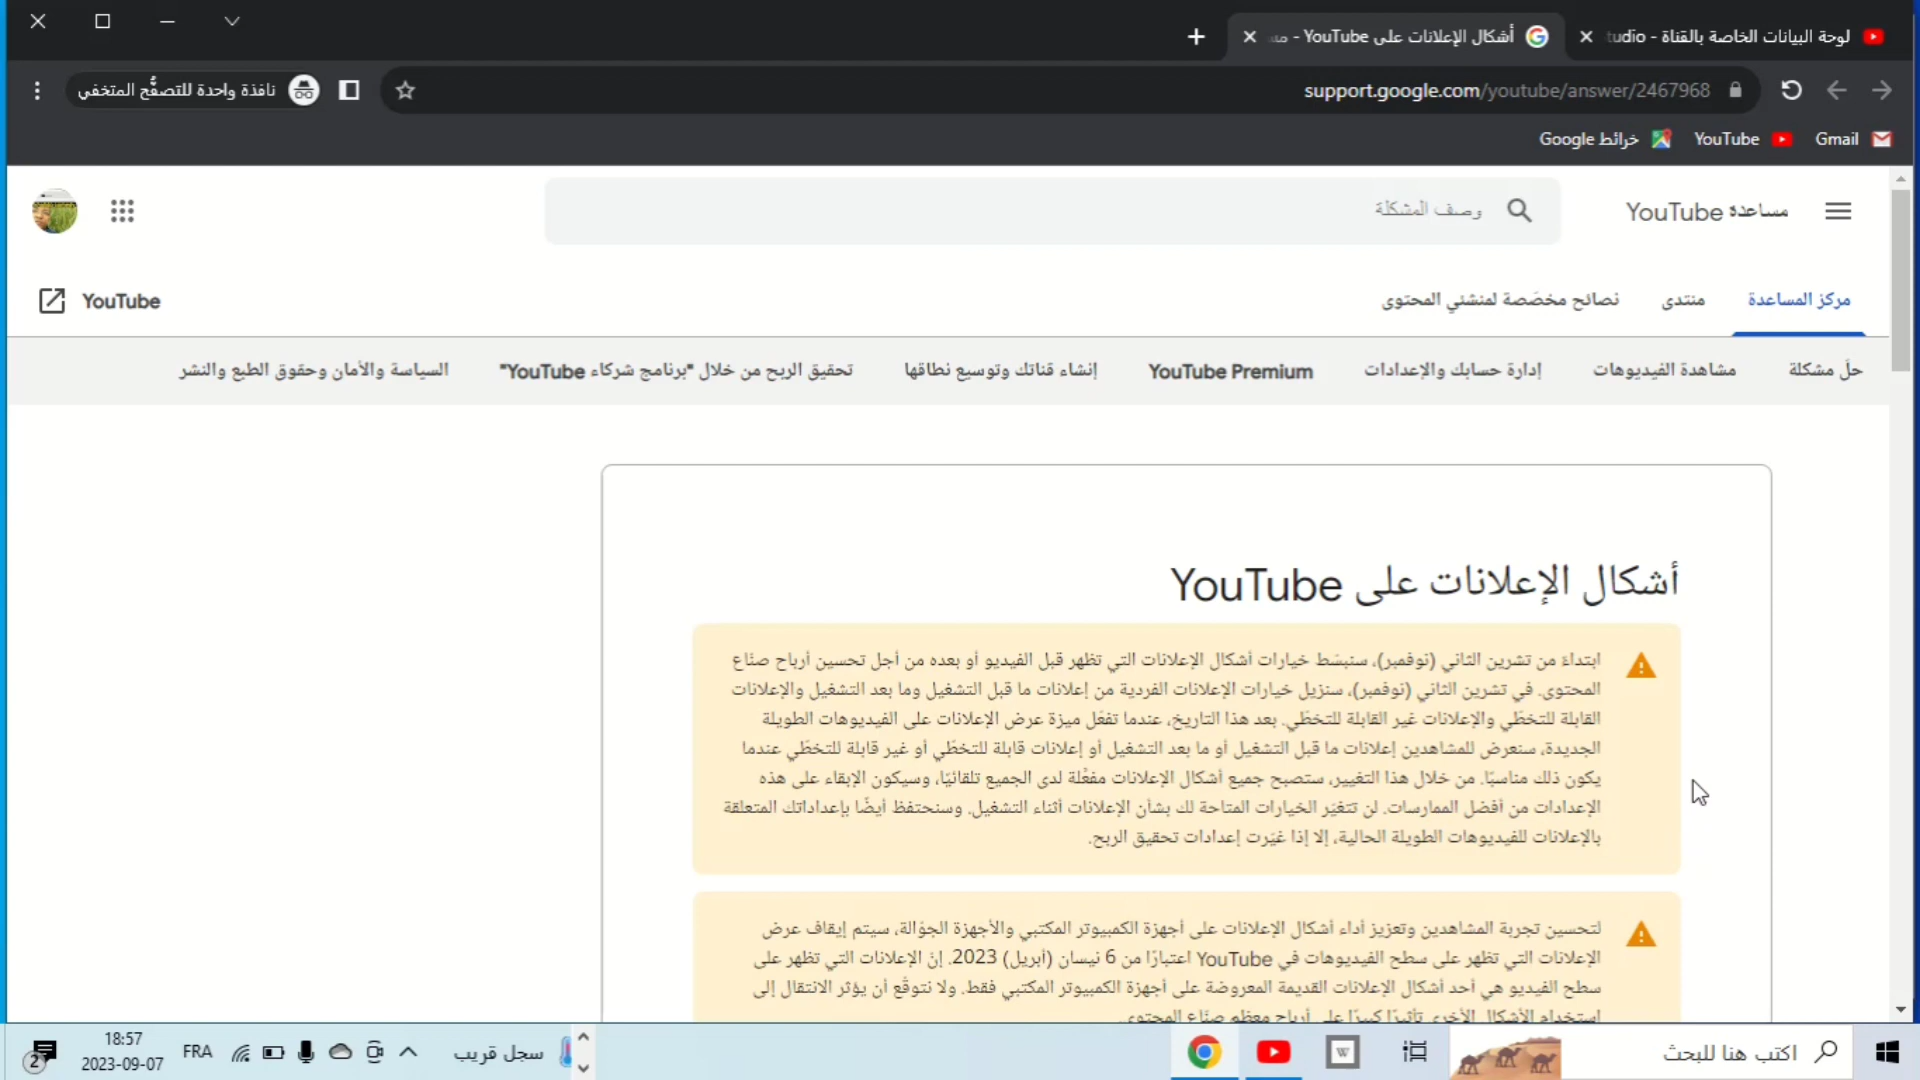 لوحة البيانات الخاصة بالقناة - tudio
أشكال الإعلانات على YouTube - مس
support.google.com/youtube/answer/2467968
نافذة واحدة للتصفُّح المتخفي
Gmail
YouTube
خرائط Google
مساعدة YouTube
وصف المشكلة
مركز المساعدة
منتدى
نصائح مخصّصة لمنشئي المحتوى
YouTube
حلّ مشكلة
مشاهدة الفيديوهات
إدارة حسابك والإعدادات
YouTube Premium
إنشاء قناتك وتوسيع نطاقها
تحقيق الربح من خلال "برنامج شركاء YouTube"
السياسة والأمان وحقوق الطبع والنشر
أشكال الإعلانات على YouTube
ابتداءً من تشرين الثاني (نوفمبر)، سنبسّط خيارات أشكال الإعلانات التي تظهر قبل الفيديو أو بعده من أجل تحسين أرباح صنّاع
المحتوى. في تشرين الثاني (نوفمبر)، سنزيل خيارات الإعلانات الفردية من إعلانات ما قبل التشغيل وما بعد التشغيل والإعلانات
القابلة للتخطّي والإعلانات غير القابلة للتخطّي. بعد هذا التاريخ، عندما تفعّل ميزة عرض الإعلانات على الفيديوهات الطويلة
الجديدة، سنعرض للمشاهدين إعلانات ما قبل التشغيل أو ما بعد التشغيل أو إعلانات قابلة للتخطّي أو غير قابلة للتخطّي عندما
يكون ذلك مناسبًا. من خلال هذا التغيير، ستصبح جميع أشكال الإعلانات مفعَّلة لدى الجميع تلقائيًا، وسيكون الإبقاء على هذه
الإعدادات من أفضل الممارسات. لن تتغيّر الخيارات المتاحة لك بشأن الإعلانات أثناء التشغيل. وسنحتفظ أيضًا بإعداداتك المتعلقة
بالإعلانات للفيديوهات الطويلة الحالية، إلا إذا غيّرت إعدادات تحقيق الربح.
لتحسين تجربة المشاهدين وتعزيز أداء أشكال الإعلانات على أجهزة الكمبيوتر المكتبي والأجهزة الجوّالة، سيتم إيقاف عرض
الإعلانات التي تظهر على سطح الفيديوهات في YouTube اعتبارًا من 6 نيسان (أبريل) 2023. إنّ الإعلانات التي تظهر على
سطح الفيديو هي أحد أشكال الإعلانات القديمة المعروضة على أجهزة الكمبيوتر المكتبي فقط. ولا نتوقّع أن يؤثر الانتقال إلى
استخدام الأشكال الأخرى تأثيرًا كبيرًا على أرباح معظم صنّاع المحتوى.
اكتب هنا للبحث
W
سجل قريب
FRA
18:57
2023-09-07
2